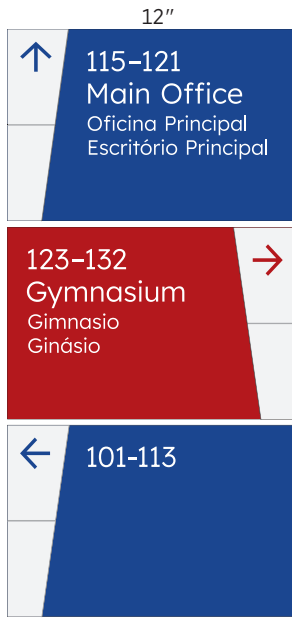 12"
115–121
Main Office
Oficina Principal
Escritório Principal
123–132
Gymnasium
Gimnasio
Ginásio
101-113